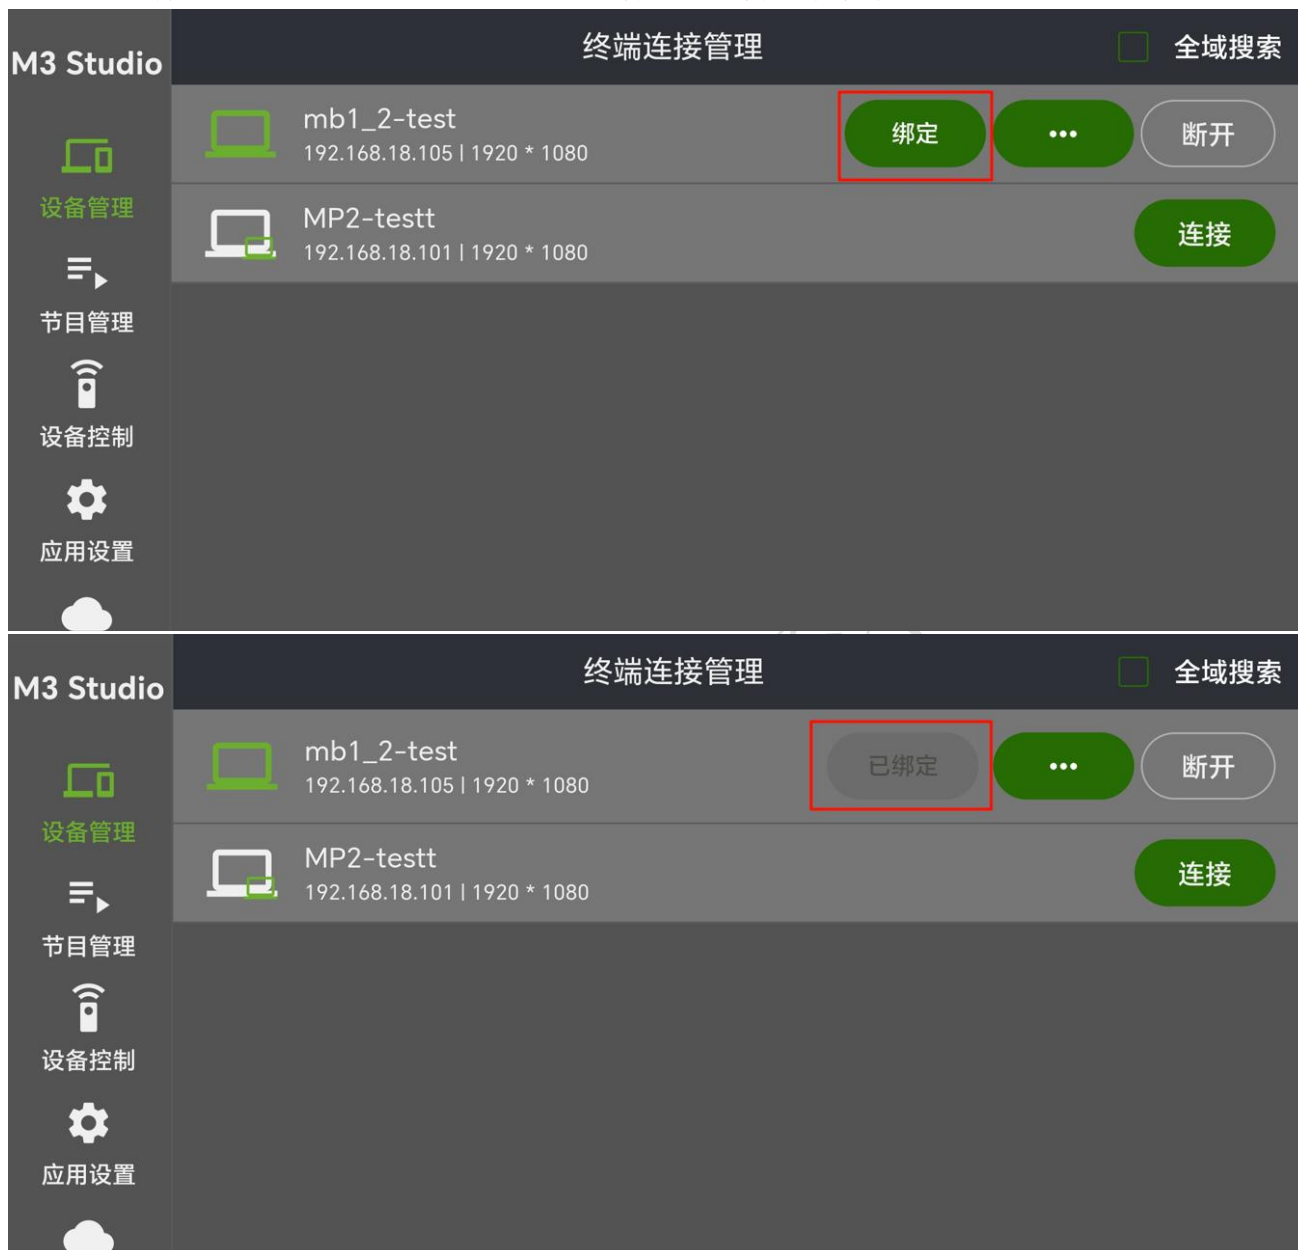 M3 Studio
终端连接管理
全域搜索
mb1_2-test
192.168.18.105 | 1920 * 1080
绑定
•••
断开
设备管理
MP2-testt
192.168.18.101 | 1920 * 1080
连接
节目管理
设备控制
应用设置
M3 Studio
终端连接管理
全域搜索
mb1_2-test
192.168.18.105 | 1920 * 1080
已绑定
•••
断开
设备管理
MP2-testt
192.168.18.101 | 1920 * 1080
连接
节目管理
设备控制
应用设置